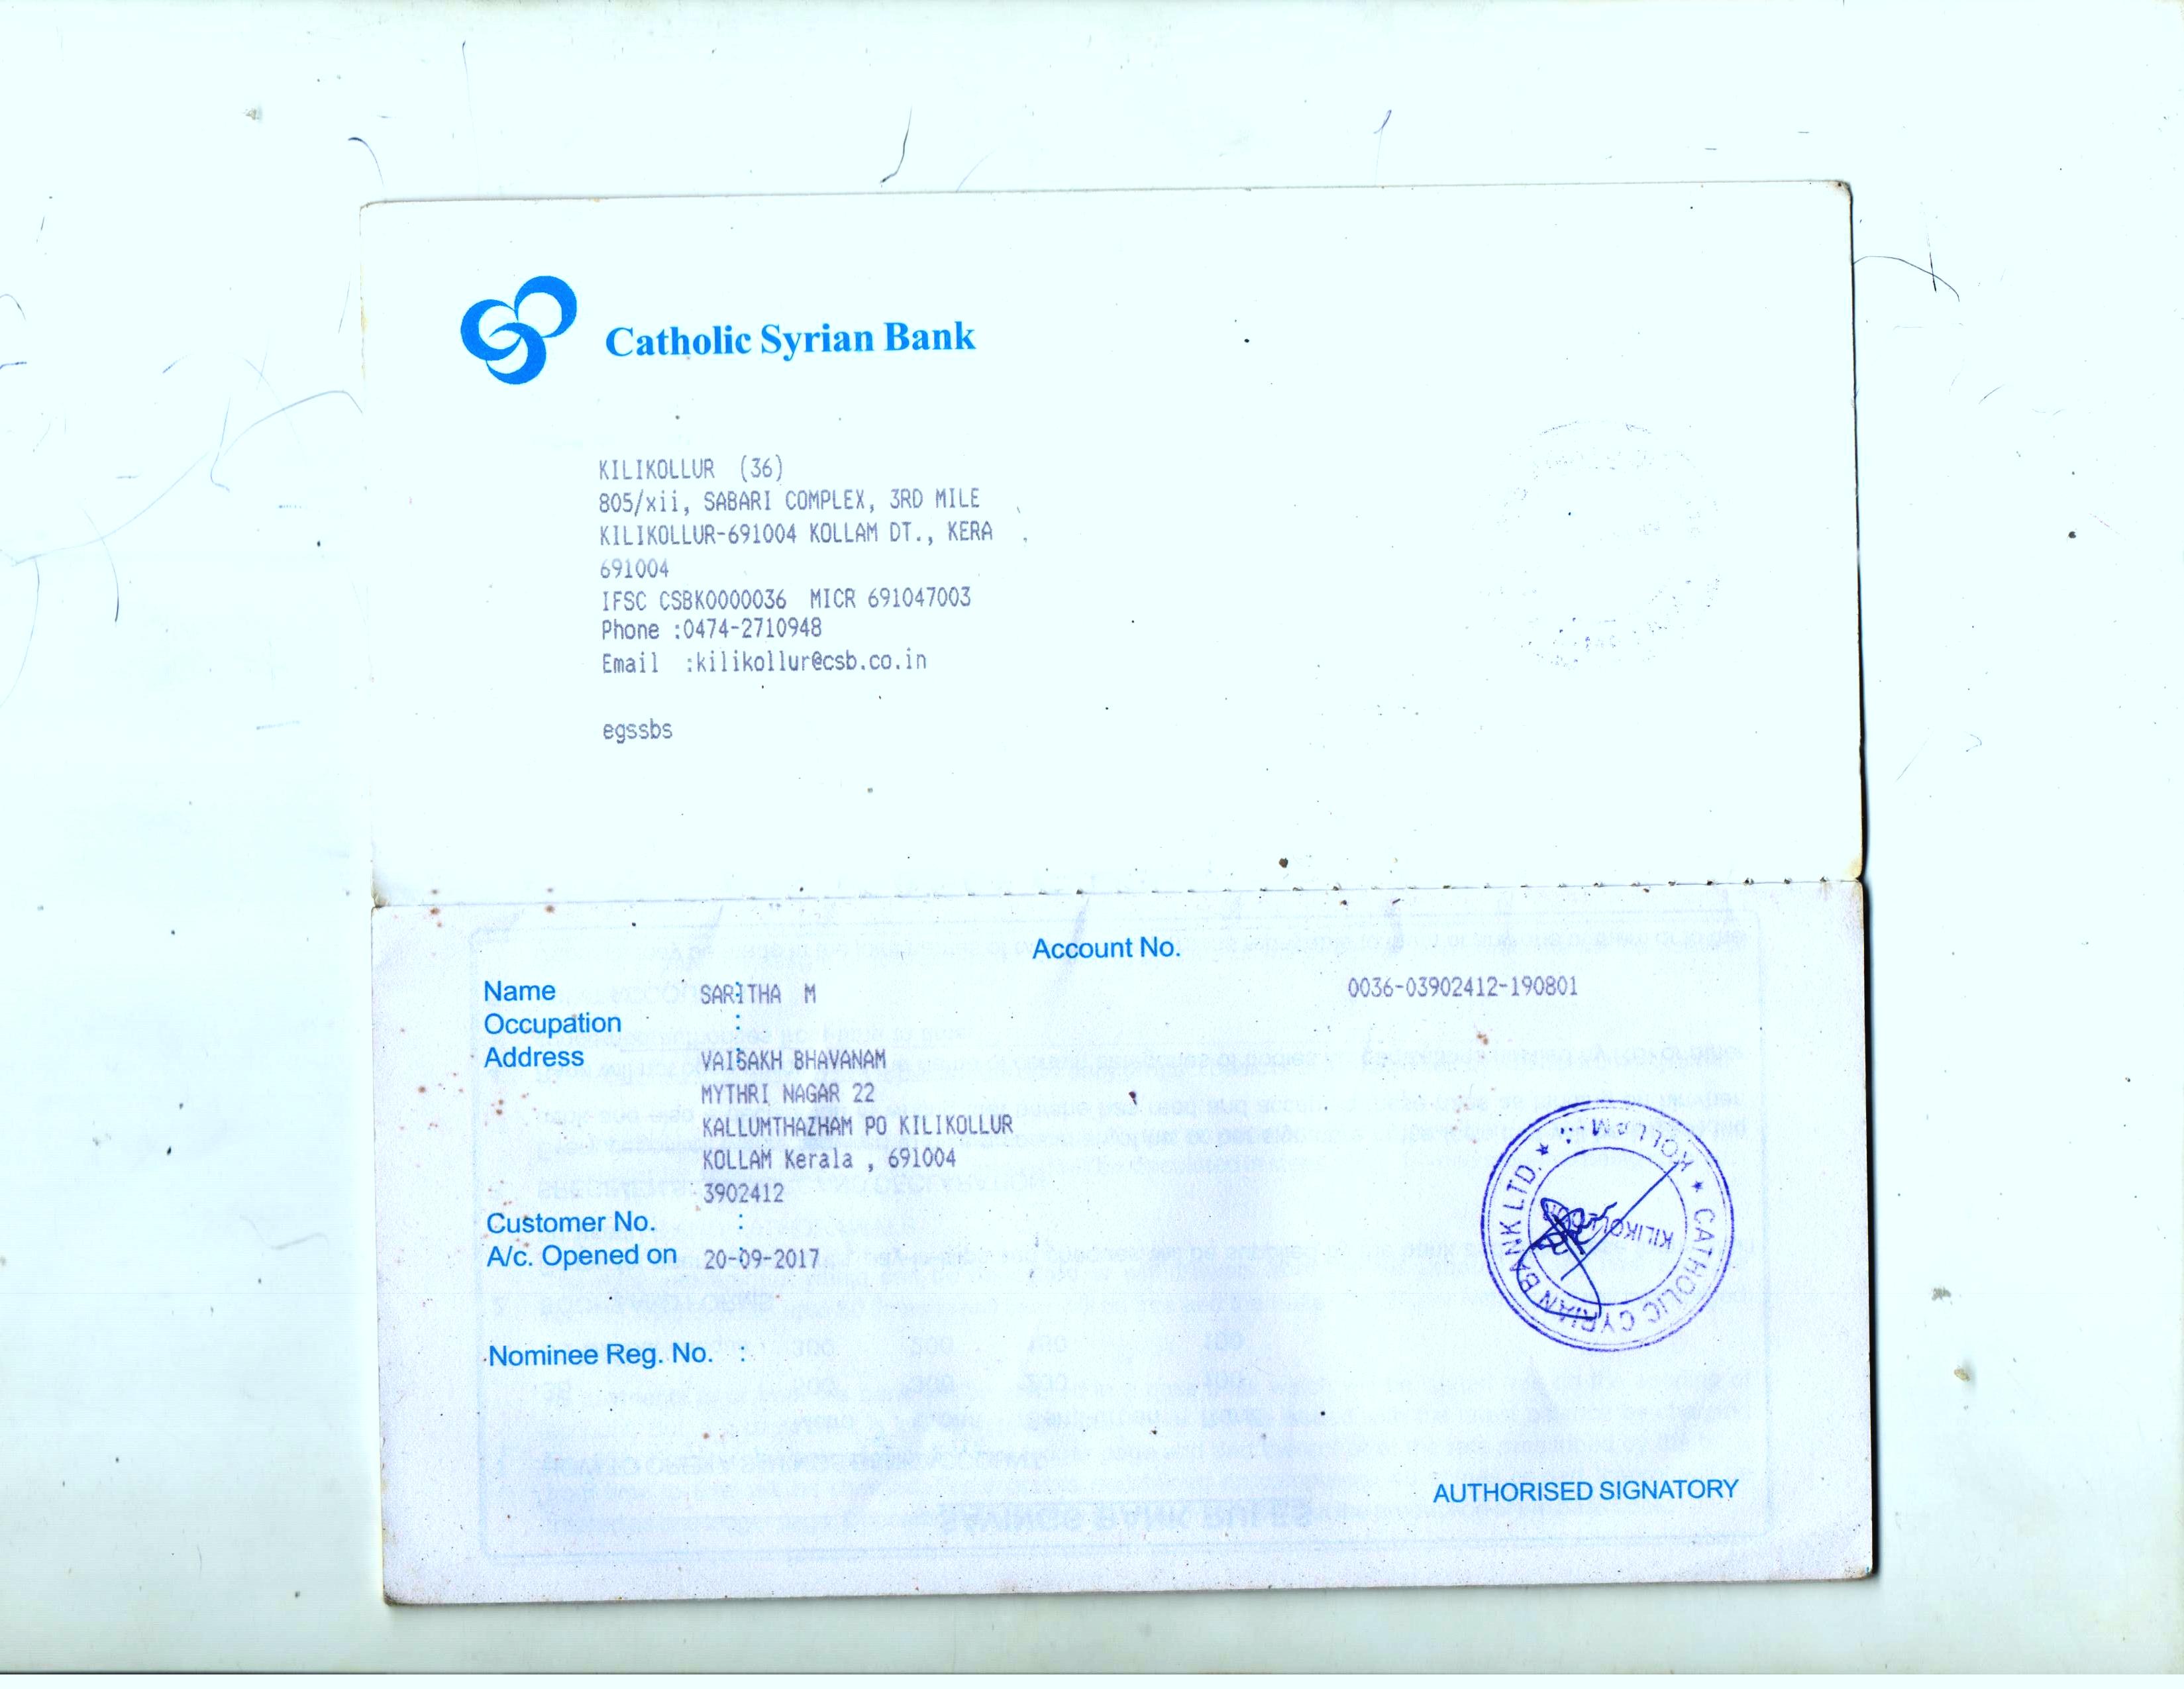 Catholic Syrian Bank
KILIKOLLUR (36)
805/xii, SABARI COMPLEX, 3RD MILE
KILIKOLLUR-691004 KOLLAM DT., KERA
691004
IFSC CSBK0000036 MICR 691047003
Phone :0474-2710948
Email :kilikollur@csb.co.in
egssbs
Account No.
Name : SARITHA M 0036-03902412-190801
Occupation :
Address : VAISAKH BHAVANAM
MYTHRI NAGAR 22
KALLUMTHAZHAM PO KILIKOLLUR
KOLLAM Kerala , 691004
3902412
Customer No. :
A/c. Opened on 20-09-2017
Nominee Reg. No. :
★ CATHOLIC CYRIAN BANK LTD. ★ KOLLAM
KILIKOLLUR
AUTHORISED SIGNATORY